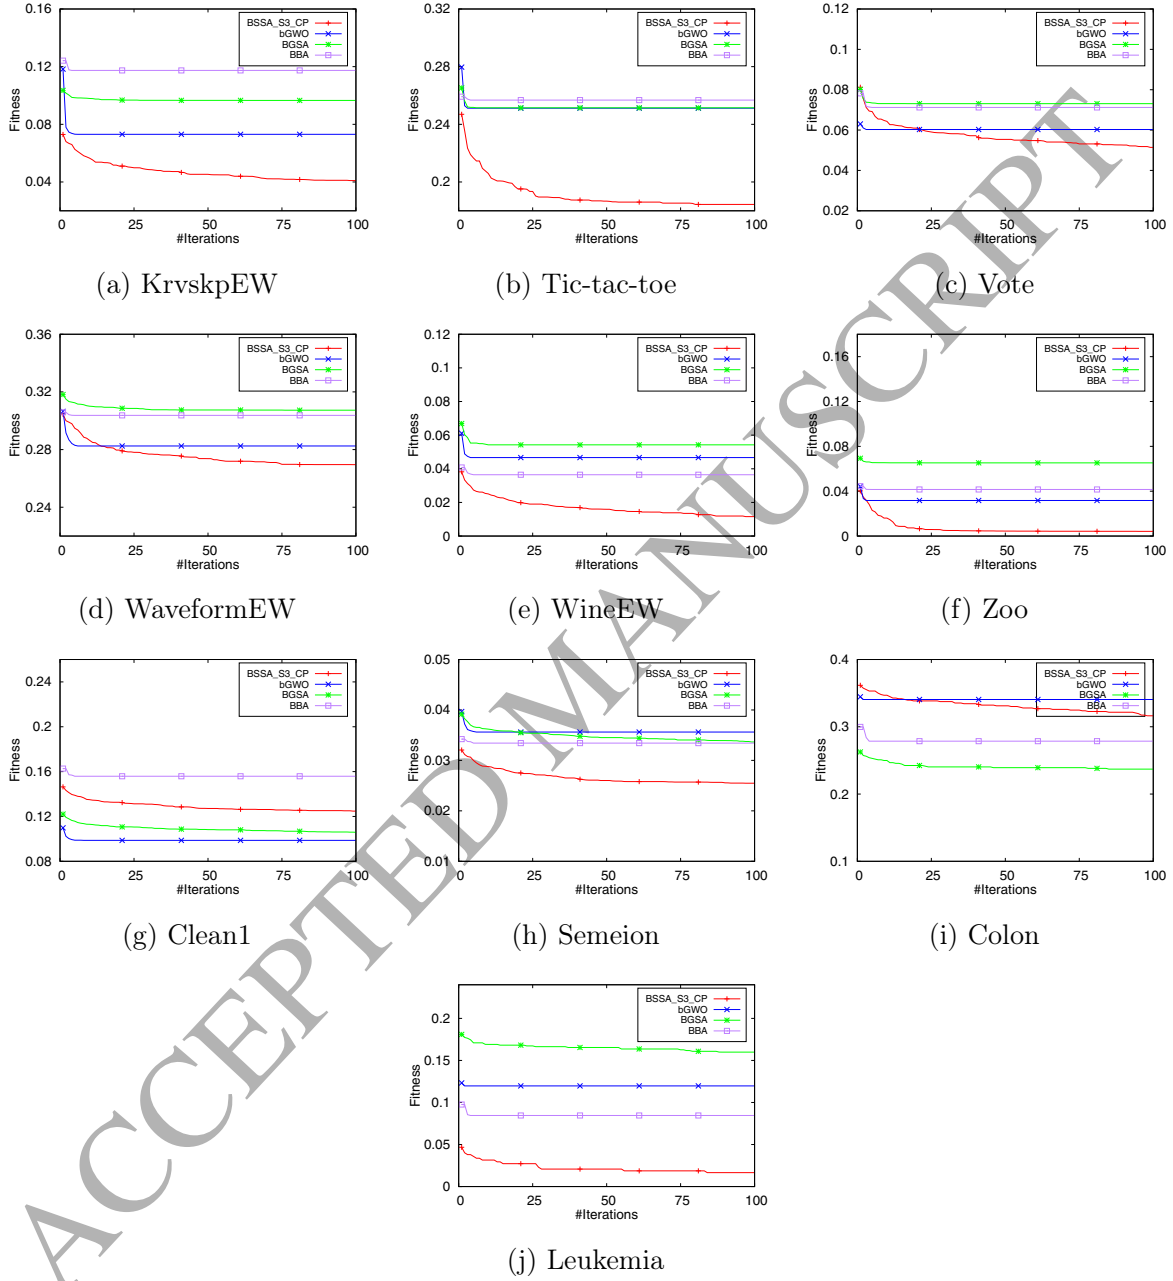 0.16
0.12
0.08
0.04
Fitness
BSSA_S3_CP
bGWO
BGSA
BBA
0 25 50 75 100
#Iterations
(a) KrvskpEW
0.32
0.28
0.24
0.2
Fitness
BSSA_S3_CP
bGWO
BGSA
BBA
0 25 50 75 100
#Iterations
(b) Tic-tac-toe
0.12
0.1
0.08
0.06
0.04
0.02
Fitness
BSSA_S3_CP
bGWO
BGSA
BBA
0 25 50 75 100
#Iterations
(c) Vote
0.36
0.32
0.28
0.24
Fitness
BSSA_S3_CP
bGWO
BGSA
BBA
0 25 50 75 100
#Iterations
(d) WaveformEW
0.12
0.1
0.08
0.06
0.04
0.02
0
Fitness
BSSA_S3_CP
bGWO
BGSA
BBA
0 25 50 75 100
#Iterations
(e) WineEW
0.16
0.12
0.08
0.04
0
Fitness
BSSA_S3_CP
bGWO
BGSA
BBA
0 25 50 75 100
#Iterations
(f) Zoo
0.24
0.2
0.16
0.12
0.08
Fitness
BSSA_S3_CP
bGWO
BGSA
BBA
0 25 50 75 100
#Iterations
(g) Clean1
0.05
0.04
0.03
0.02
0.01
Fitness
BSSA_S3_CP
bGWO
BGSA
BBA
0 25 50 75 100
#Iterations
(h) Semeion
0.4
0.3
0.2
0.1
Fitness
BSSA_S3_CP
bGWO
BGSA
BBA
0 25 50 75 100
#Iterations
(i) Colon
0.2
0.15
0.1
0.05
0
Fitness
BSSA_S3_CP
bGWO
BGSA
BBA
0 25 50 75 100
#Iterations
(j) Leukemia
ACCEPTED MANUSCRIPT